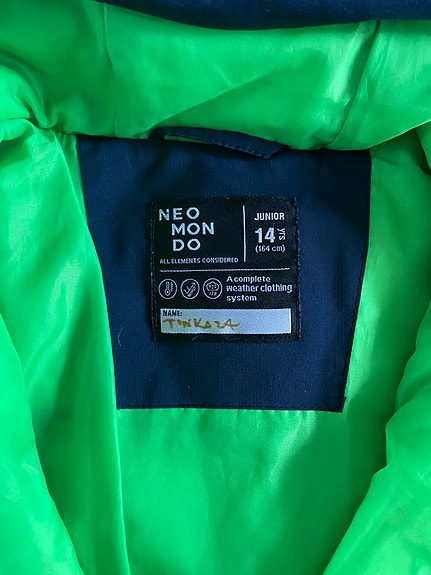 NEO
MON
DO
ALL ELEMENTS CONSIDERED
JUNIOR
14 YRS
(164 cm)
A complete
weather clothing
system
NAME: